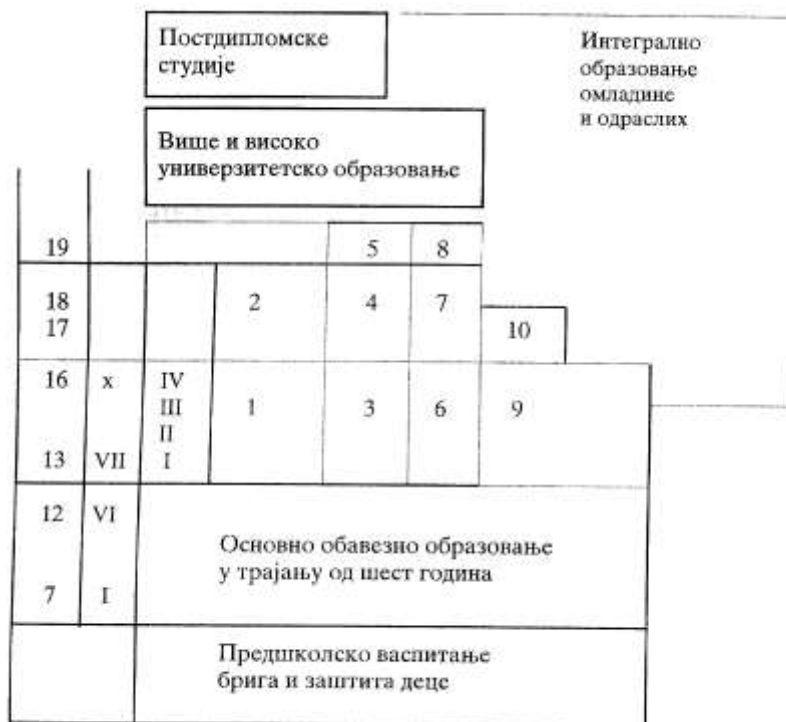 Постдипломске
студије
Интегрално
образовање
омладине
и одраслих
Више и високо
универзитетско образовање
19 5 8
18 2 4 7
17 10
16 x IV
III 1 3 6 9
II
13 VII I
12 VI
Основно обавезно образовање
у трајању од шест година
7 I
Предшколско васпитање
брига и заштита деце